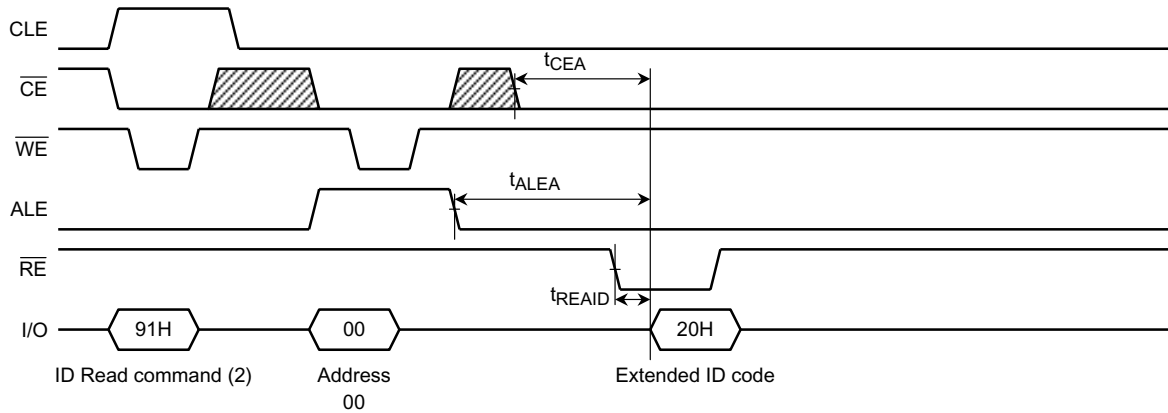 CLE
tCEA
CE
WE
tALEA
ALE
RE
tREAID
I/O 91H 00 20H
ID Read command (2) Address Extended ID code
00